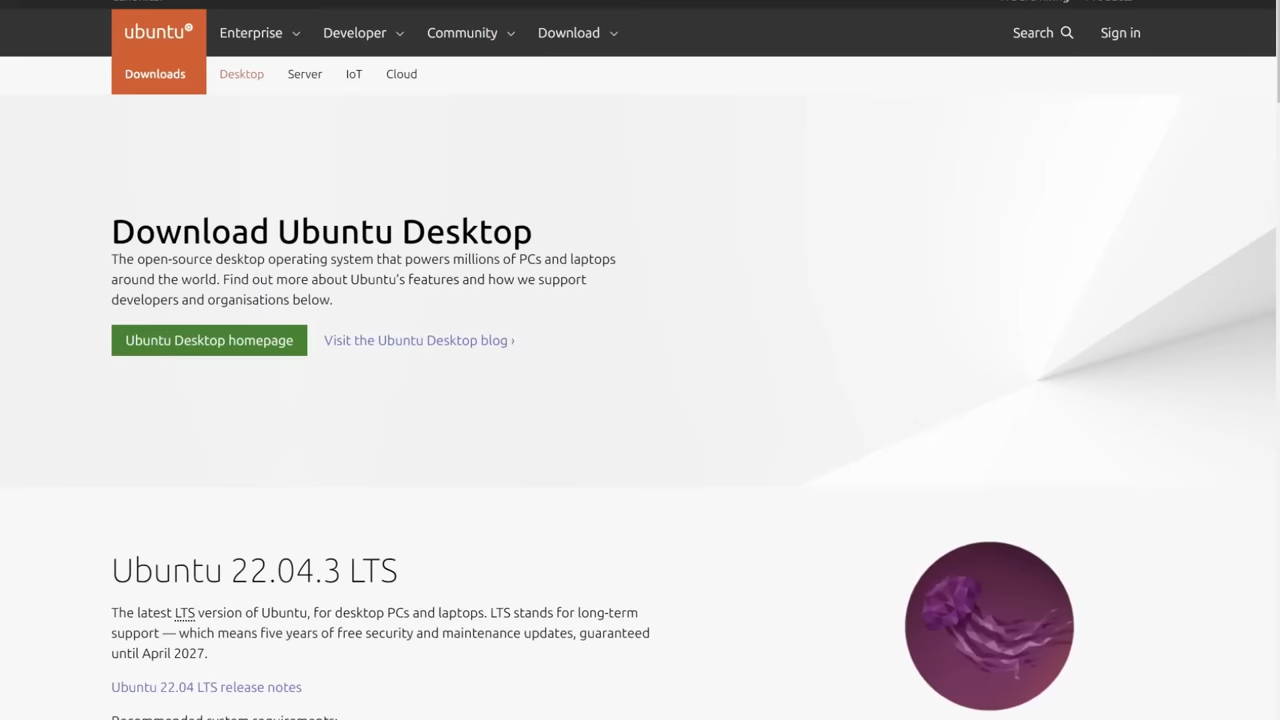 ubuntu
Enterprise
Developer
Community
Download
Search
Sign in
Downloads
Desktop
Server
IoT
Cloud
Download Ubuntu Desktop
The open-source desktop operating system that powers millions of PCs and laptops
around the world. Find out more about Ubuntu's features and how we support
developers and organisations below.
Ubuntu Desktop homepage
Visit the Ubuntu Desktop blog ›
Ubuntu 22.04.3 LTS
The latest LTS version of Ubuntu, for desktop PCs and laptops. LTS stands for long-term
support — which means five years of free security and maintenance updates, guaranteed
until April 2027.
Ubuntu 22.04 LTS release notes
Recommended system requirements: